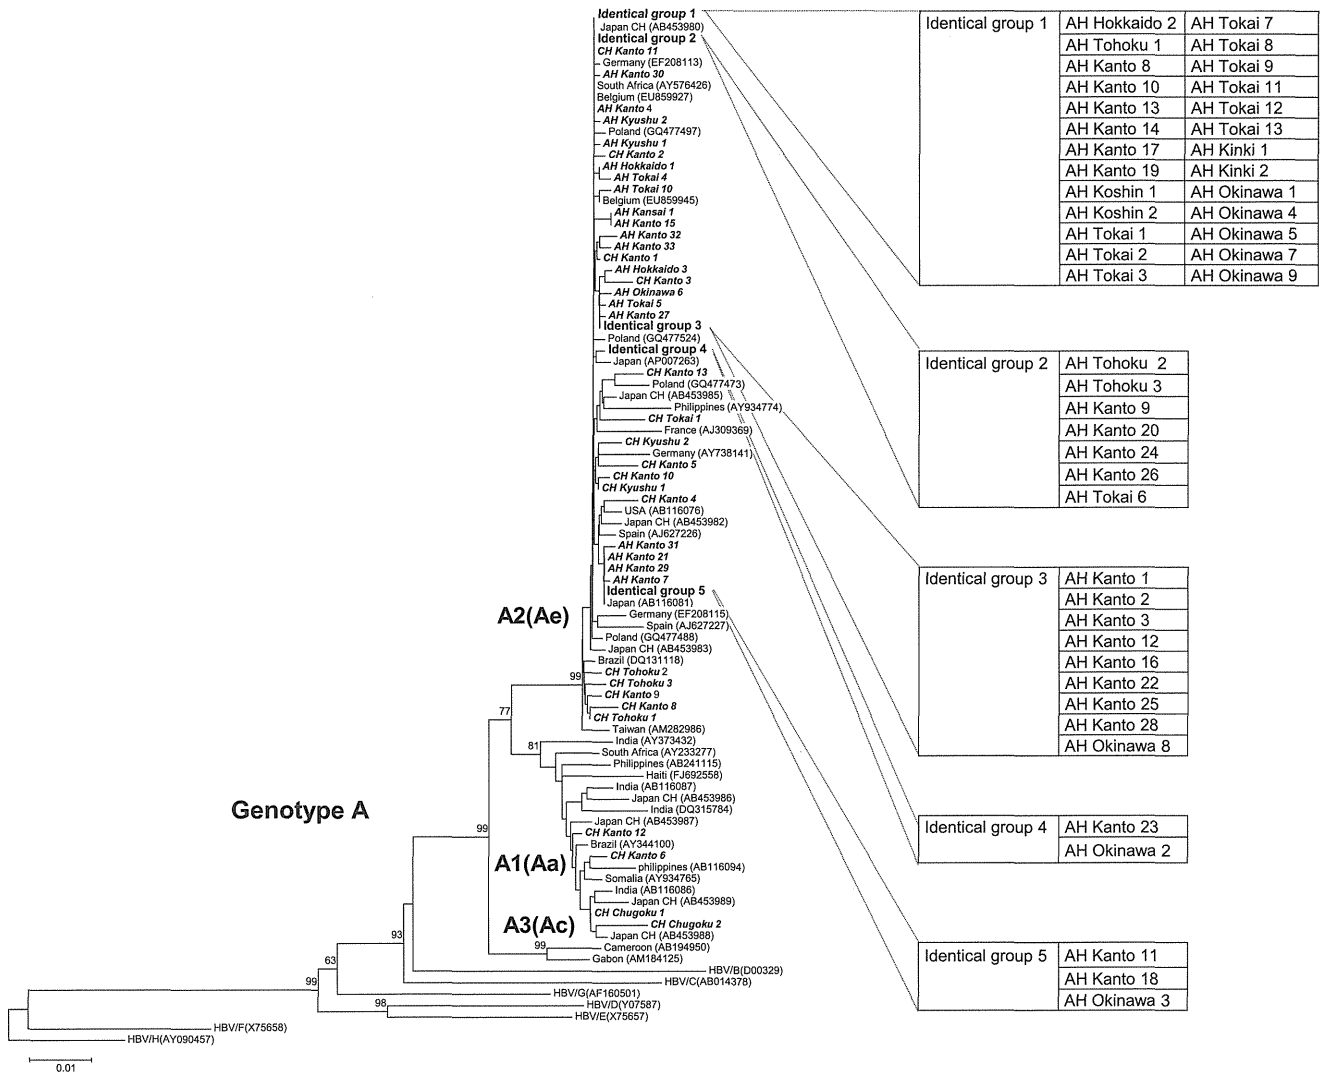 Identical group 1
Japan CH (AB453980)
Identical group 2
CH Kanto 11
Germany (EF208113)
AH Kanto 30
South Africa (AY576426)
Belgium (EU859927)
AH Kanto 4
AH Kyushu 2
Poland (GQ477497)
AH Kyushu 1
CH Kanto 2
AH Hokkaido 1
AH Tokai 4
AH Tokai 10
Belgium (EU859945)
AH Kansai 1
AH Kanto 15
AH Kanto 32
AH Kanto 33
CH Kanto 1
AH Hokkaido 3
CH Kanto 3
AH Okinawa 6
AH Tokai 5
AH Kanto 27
Identical group 3
Poland (GQ477524)
Identical group 4
Japan (AP007263)
CH Kanto 13
Poland (GQ477473)
Japan CH (AB453985)
Philippines (AY934774)
CH Tokai 1
France (AJ309369)
CH Kyushu 2
Germany (AY738141)
CH Kanto 5
CH Kanto 10
CH Kyushu 1
CH Kanto 4
USA (AB116076)
Japan CH (AB453982)
Spain (AJ627226)
AH Kanto 31
AH Kanto 21
AH Kanto 29
AH Kanto 7
Identical group 5
Japan (AB116081)
Germany (EF208115)
Spain (AJ627227)
Poland (GQ477488)
Japan CH (AB453983)
Brazil (DQ131118)
CH Tohoku 2
CH Tohoku 3
CH Kanto 9
CH Kanto 8
CH Tohoku 1
Taiwan (AM282986)
India (AY373432)
South Africa (AY233277)
Philippines (AB241115)
Haiti (FJ692558)
India (AB116087)
Japan CH (AB453986)
India (DQ315784)
Japan CH (AB453987)
CH Kanto 12
Brazil (AY344100)
CH Kanto 6
philippines (AB116094)
Somalia (AY934765)
India (AB116086)
Japan CH (AB453989)
CH Chugoku 1
CH Chugoku 2
Japan CH (AB453988)
Cameroon (AB194950)
Gabon (AM184125)
HBV/B(D00329)
HBV/C(AB014378)
HBV/G(AF160501)
HBV/D(Y07587)
HBV/E(X75657)
HBV/F(X75658)
HBV/H(AY090457)
A2(Ae)
99
77
81
Genotype A
99
A1(Aa)
A3(Ac)
99
93
63
99
98
0.01
Identical group 1
AH Hokkaido 2 AH Tokai 7
AH Tohoku 1 AH Tokai 8
AH Kanto 8 AH Tokai 9
AH Kanto 10 AH Tokai 11
AH Kanto 13 AH Tokai 12
AH Kanto 14 AH Tokai 13
AH Kanto 17 AH Kinki 1
AH Kanto 19 AH Kinki 2
AH Koshin 1 AH Okinawa 1
AH Koshin 2 AH Okinawa 4
AH Tokai 1 AH Okinawa 5
AH Tokai 2 AH Okinawa 7
AH Tokai 3 AH Okinawa 9
Identical group 2
AH Tohoku 2
AH Tohoku 3
AH Kanto 9
AH Kanto 20
AH Kanto 24
AH Kanto 26
AH Tokai 6
Identical group 3
AH Kanto 1
AH Kanto 2
AH Kanto 3
AH Kanto 12
AH Kanto 16
AH Kanto 22
AH Kanto 25
AH Kanto 28
AH Okinawa 8
Identical group 4
AH Kanto 23
AH Okinawa 2
Identical group 5
AH Kanto 11
AH Kanto 18
AH Okinawa 3